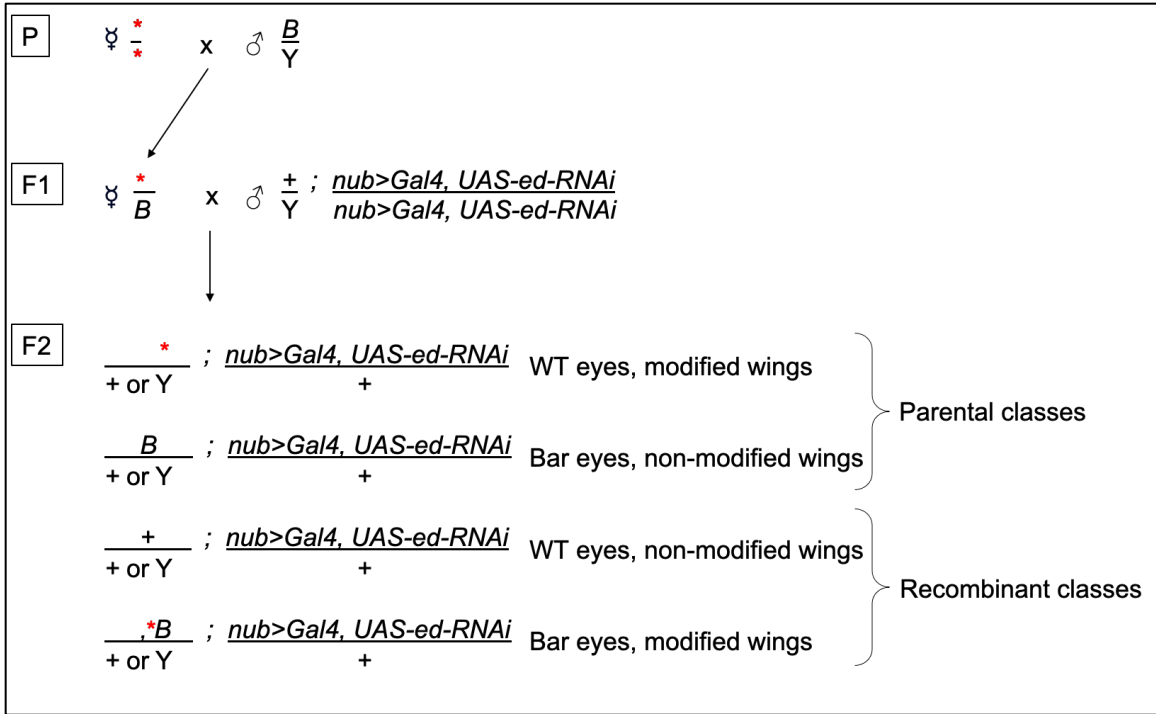 P
☿ * x ♂ B
* Y
F1
☿ * x ♂ + ; nub>Gal4, UAS-ed-RNAi
B Y nub>Gal4, UAS-ed-RNAi
F2
* ; nub>Gal4, UAS-ed-RNAi WT eyes, modified wings
+ or Y +
Parental classes
B ; nub>Gal4, UAS-ed-RNAi Bar eyes, non-modified wings
+ or Y +
+ ; nub>Gal4, UAS-ed-RNAi WT eyes, non-modified wings
+ or Y +
Recombinant classes
,*B ; nub>Gal4, UAS-ed-RNAi Bar eyes, modified wings
+ or Y +